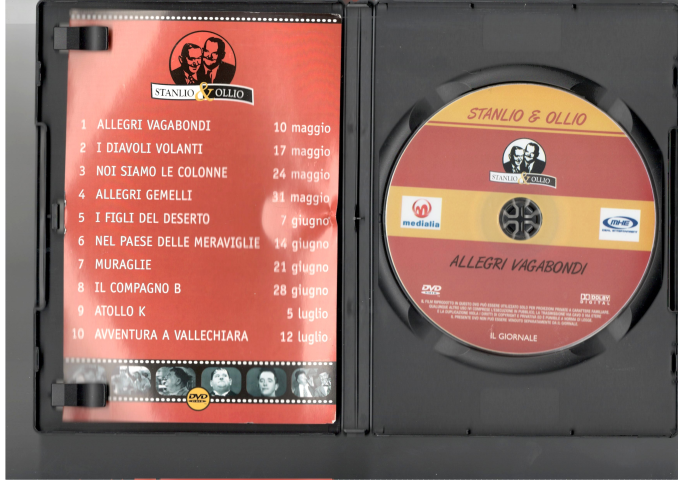 STANLIO & OLLIO
1 ALLEGRI VAGABONDI 10 maggio
2 I DIAVOLI VOLANTI 17 maggio
3 NOI SIAMO LE COLONNE 24 maggio
4 ALLEGRI GEMELLI 31 maggio
5 I FIGLI DEL DESERTO 7 giugno
6 NEL PAESE DELLE MERAVIGLIE 14 giugno
7 MURAGLIE 21 giugno
8 IL COMPAGNO B 28 giugno
9 ATOLLO K 5 luglio
10 AVVENTURA A VALLECHIARA 12 luglio
DVD
STANLIO & OLLIO
STANLIO & OLLIO
medialia
MHE
ALLEGRI VAGABONDI
DVD
DOLBY
DIGITAL
IL GIORNALE